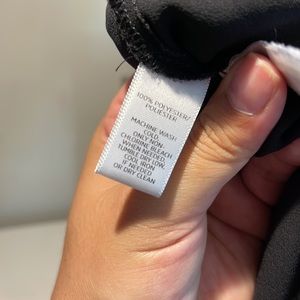 100% POLYESTER/
POLIÉSTER
MACHINE WASH
COLD.
ONLY NON-
CHLORINE BLEACH
WHEN NEEDED.
TUMBLE DRY LOW.
COOL IRON
IF NEEDED
OR DRY CLEAN